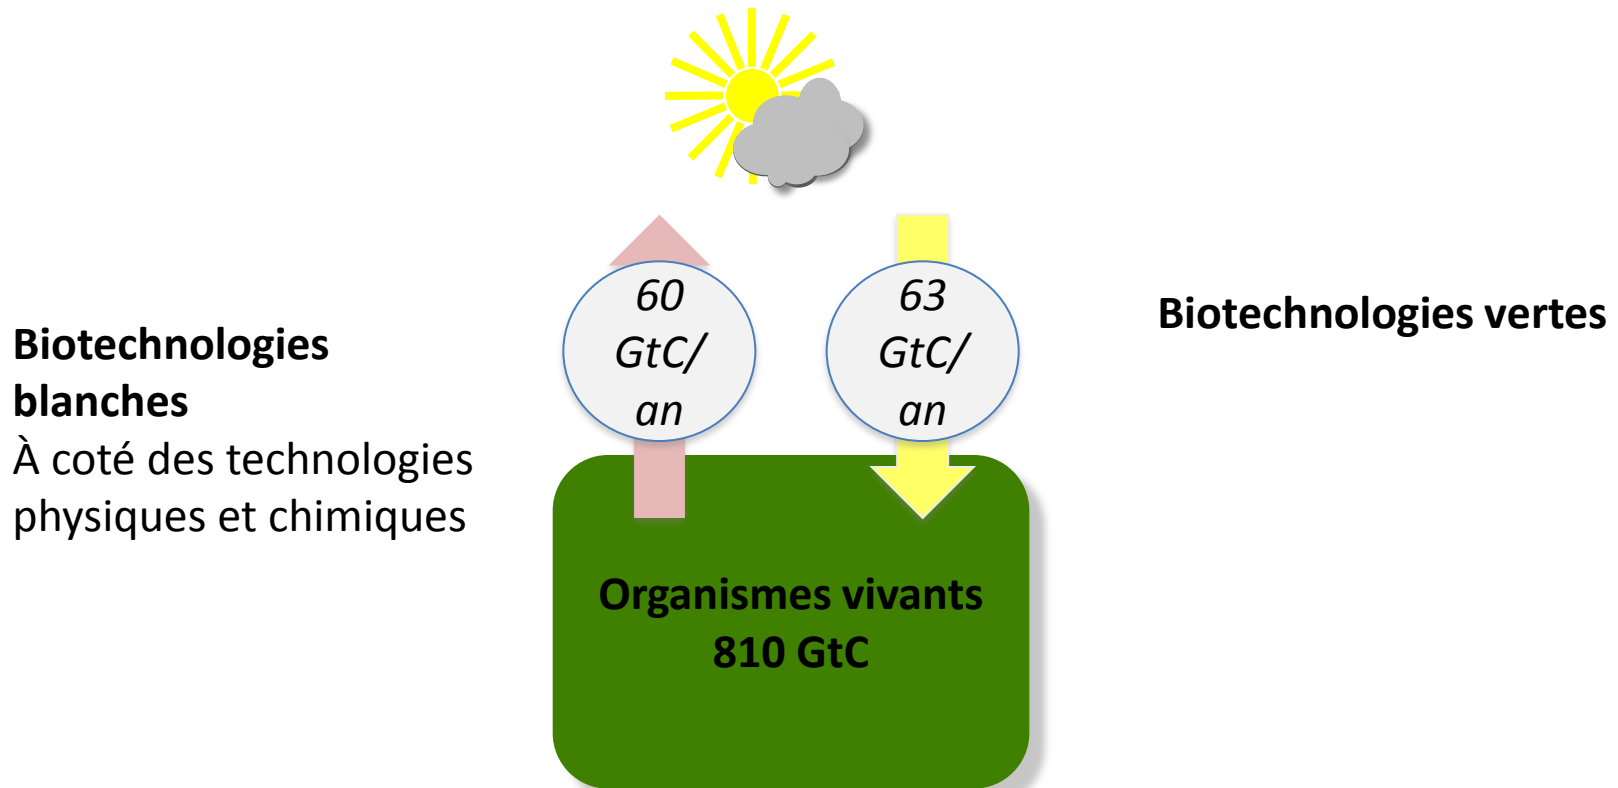 60
GtC/
an
63
GtC/
an
Biotechnologies vertes
Biotechnologies
blanches
À coté des technologies
physiques et chimiques
Organismes vivants
810 GtC